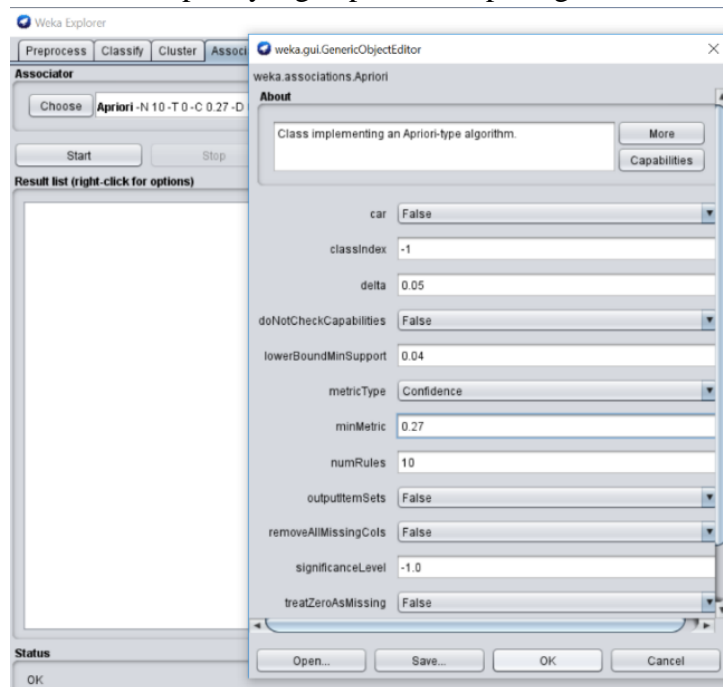 Weka Explorer
Preprocess Classify Cluster Associ
Associator
Choose Apriori -N 10 -T 0 -C 0.27 -D
Start Stop
Result list (right-click for options)
Status
OK
weka.gui.GenericObjectEditor
weka.associations.Apriori
About
Class implementing an Apriori-type algorithm.
More
Capabilities
car False
classIndex -1
delta 0.05
doNotCheckCapabilities False
lowerBoundMinSupport 0.04
metricType Confidence
minMetric 0.27
numRules 10
outputItemSets False
removeAllMissingCols False
significanceLevel -1.0
treatZeroAsMissing False
Open... Save... OK Cancel